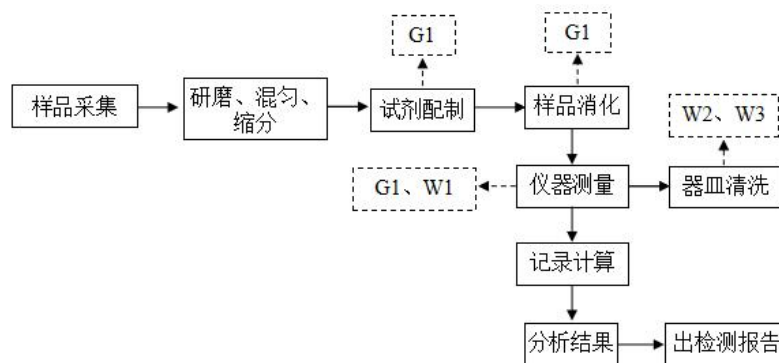 G1
G1
样品采集
研磨、混匀、
缩分
试剂配制
样品消化
W2、W3
G1、W1
仪器测量
器皿清洗
记录计算
分析结果
出检测报告